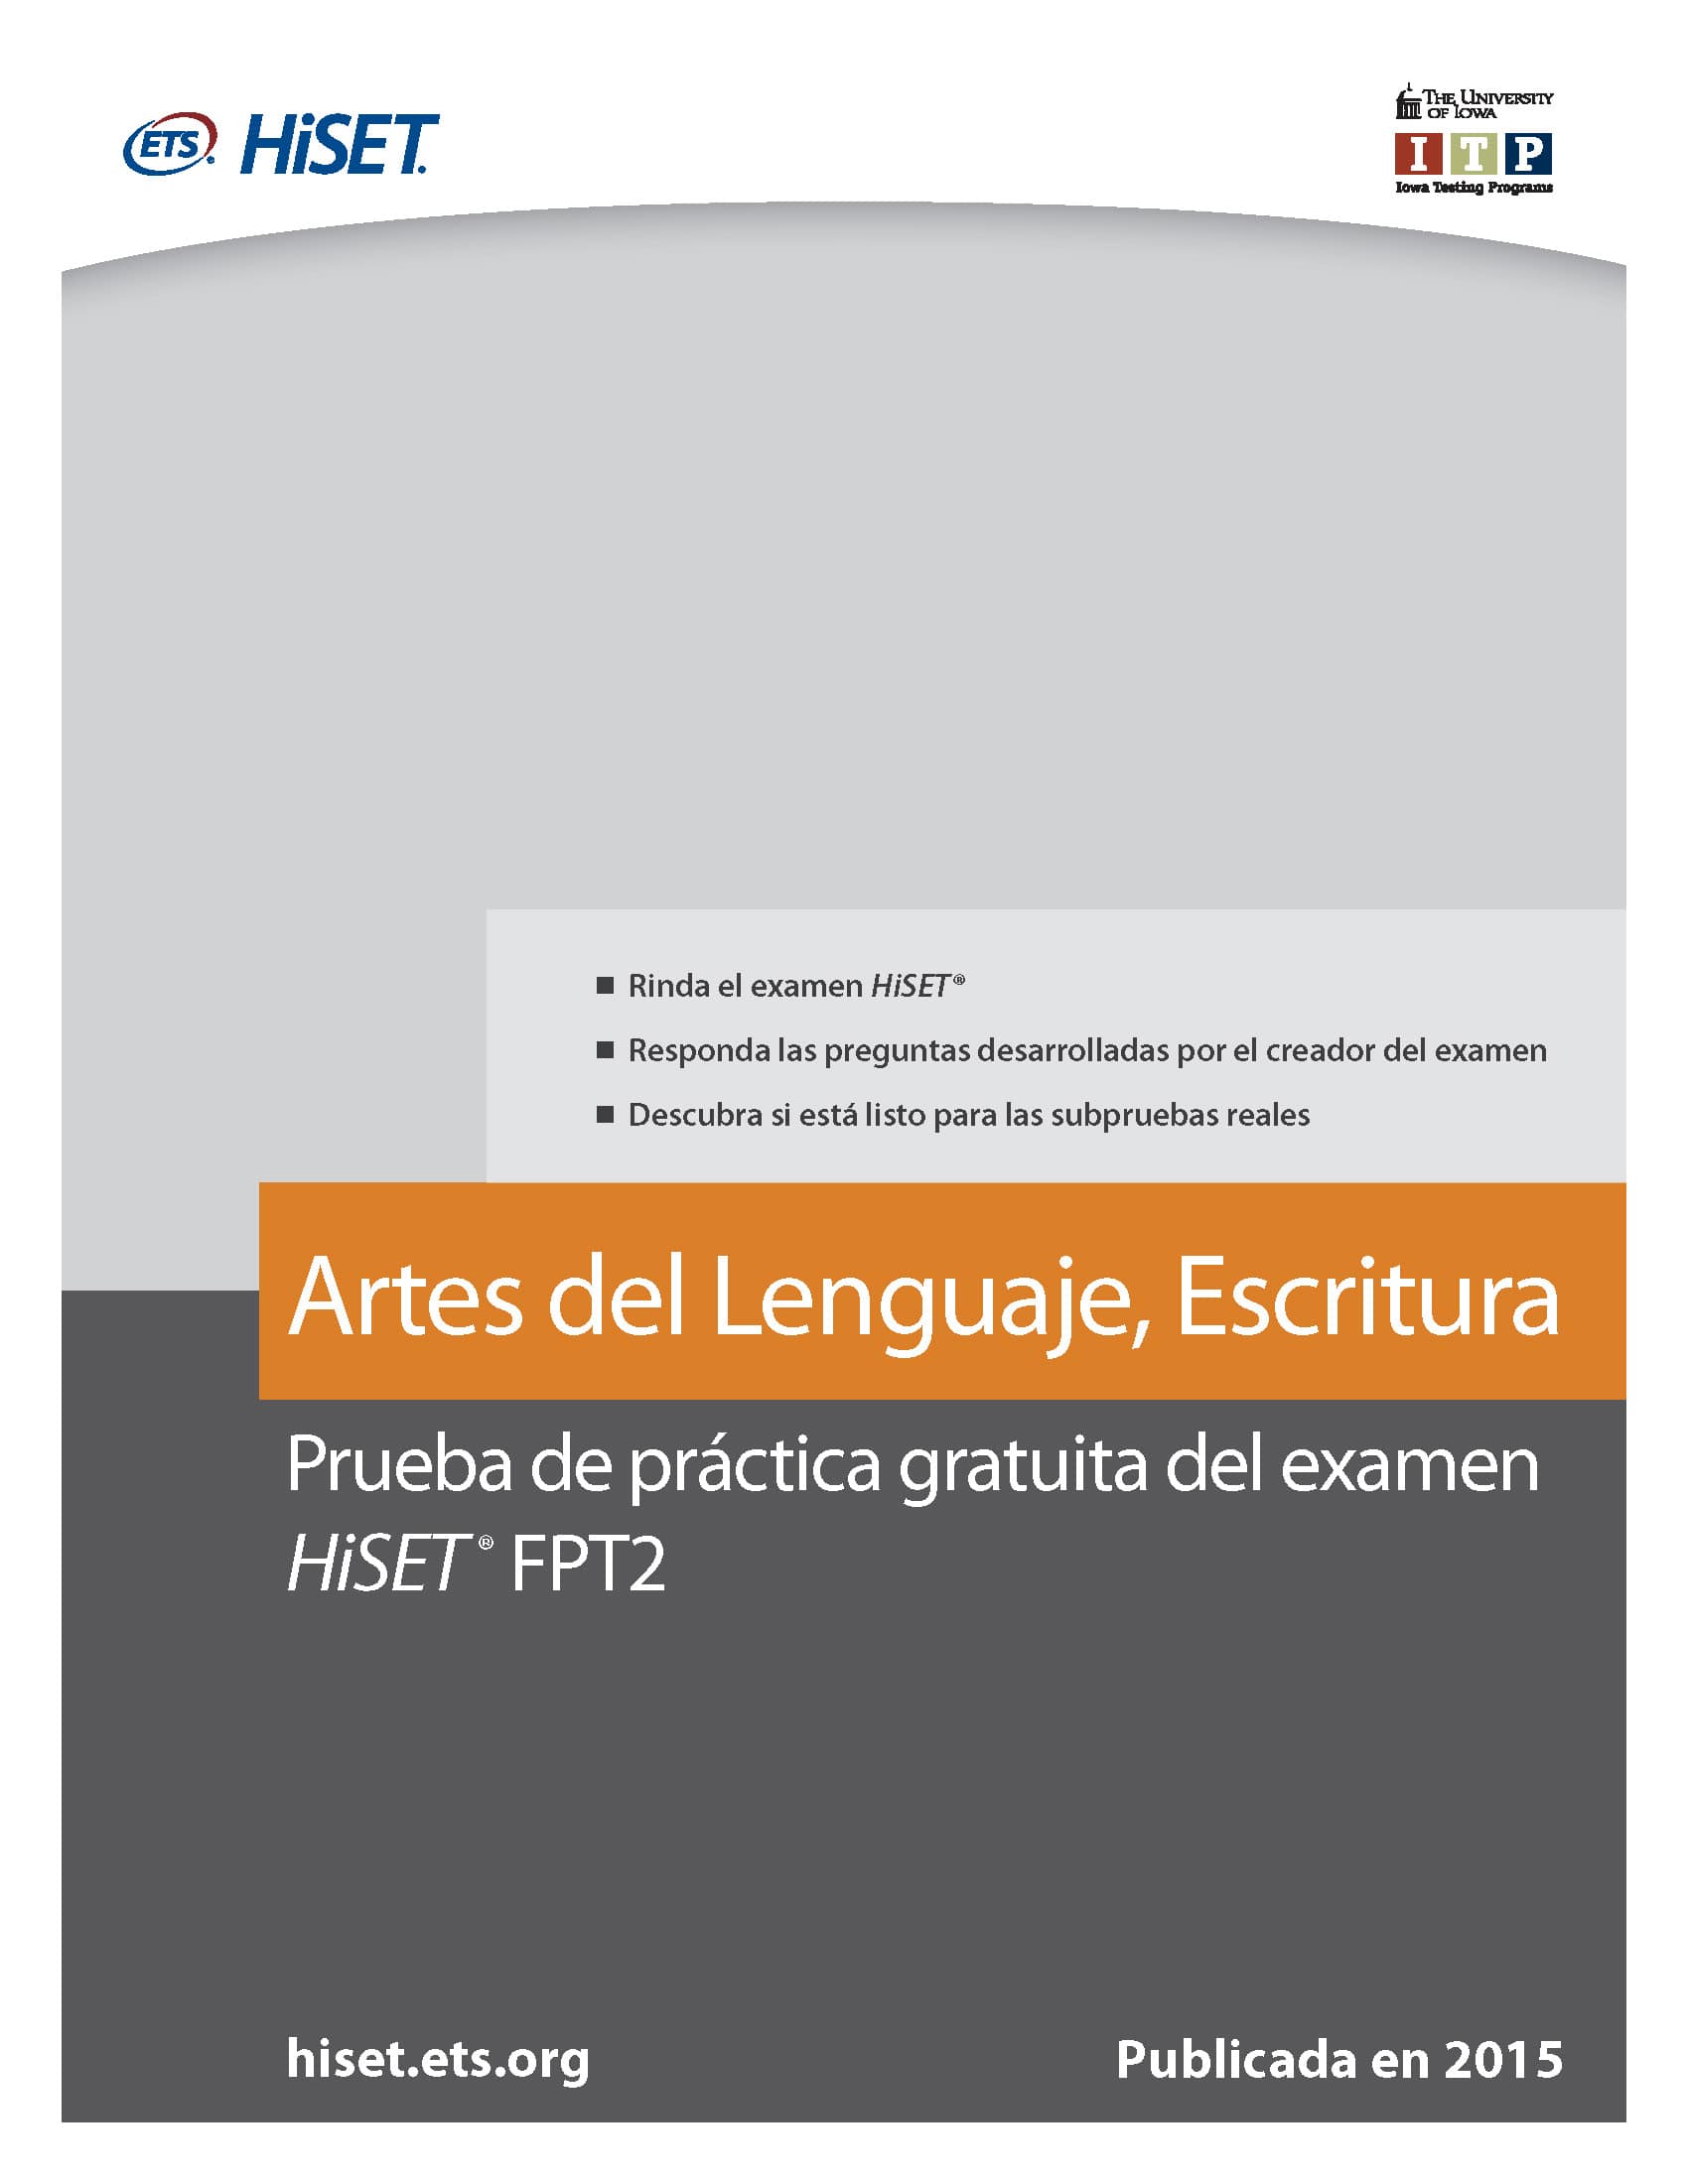 ETS® HiSET®
THE UNIVERSITY
OF IOWA
I T P
Iowa Testing Programs
■ Rinda el examen HiSET®
■ Responda las preguntas desarrolladas por el creador del examen
■ Descubra si está listo para las subpruebas reales
Artes del Lenguaje, Escritura
Prueba de práctica gratuita del examen
HiSET® FPT2
hiset.ets.org
Publicada en 2015